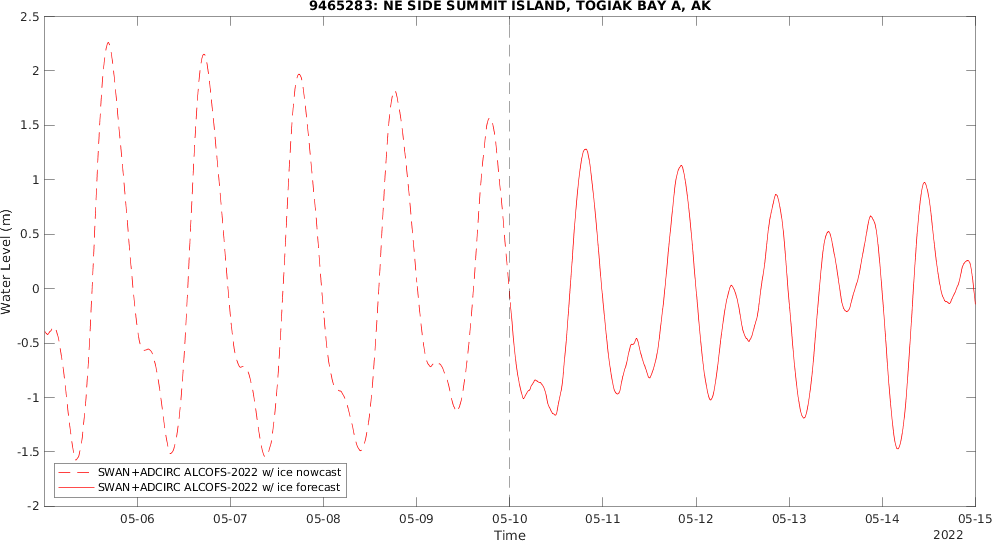 9465283: NE SIDE SUMMIT ISLAND, TOGIAK BAY A, AK
2.5
2
1.5
1
0.5
0
-0.5
-1
-1.5
-2
Water Level (m)
SWAN+ADCIRC ALCOFS-2022 w/ ice nowcast
SWAN+ADCIRC ALCOFS-2022 w/ ice forecast
05-06 05-07 05-08 05-09 05-10 05-11 05-12 05-13 05-14 05-15
Time
2022